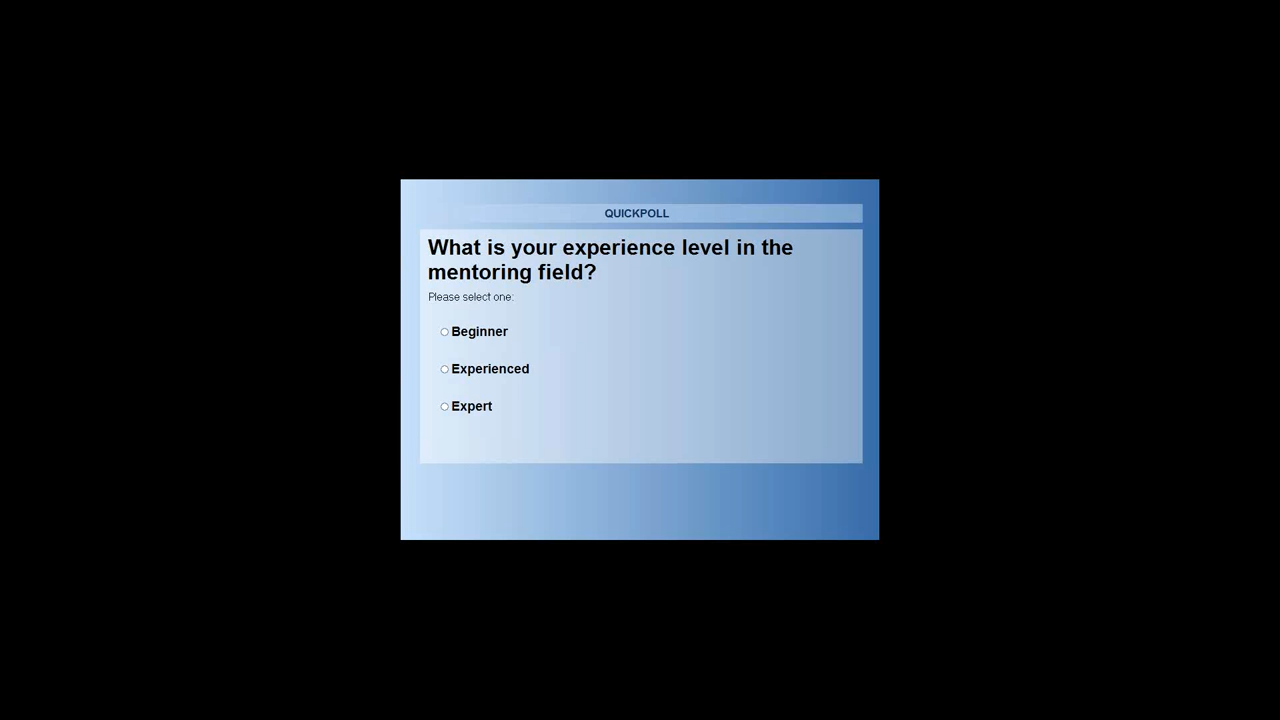 QUICKPOLL
What is your experience level in the
mentoring field?
Please select one:
Beginner
Experienced
Expert